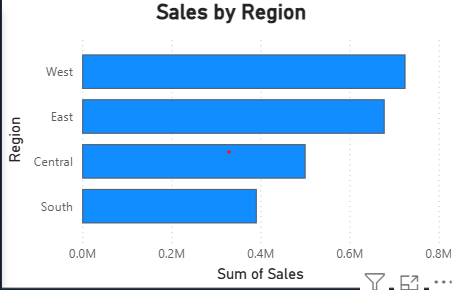 Sales by Region
West
East
Central
South
Region
0.0M 0.2M 0.4M 0.6M 0.8M
Sum of Sales